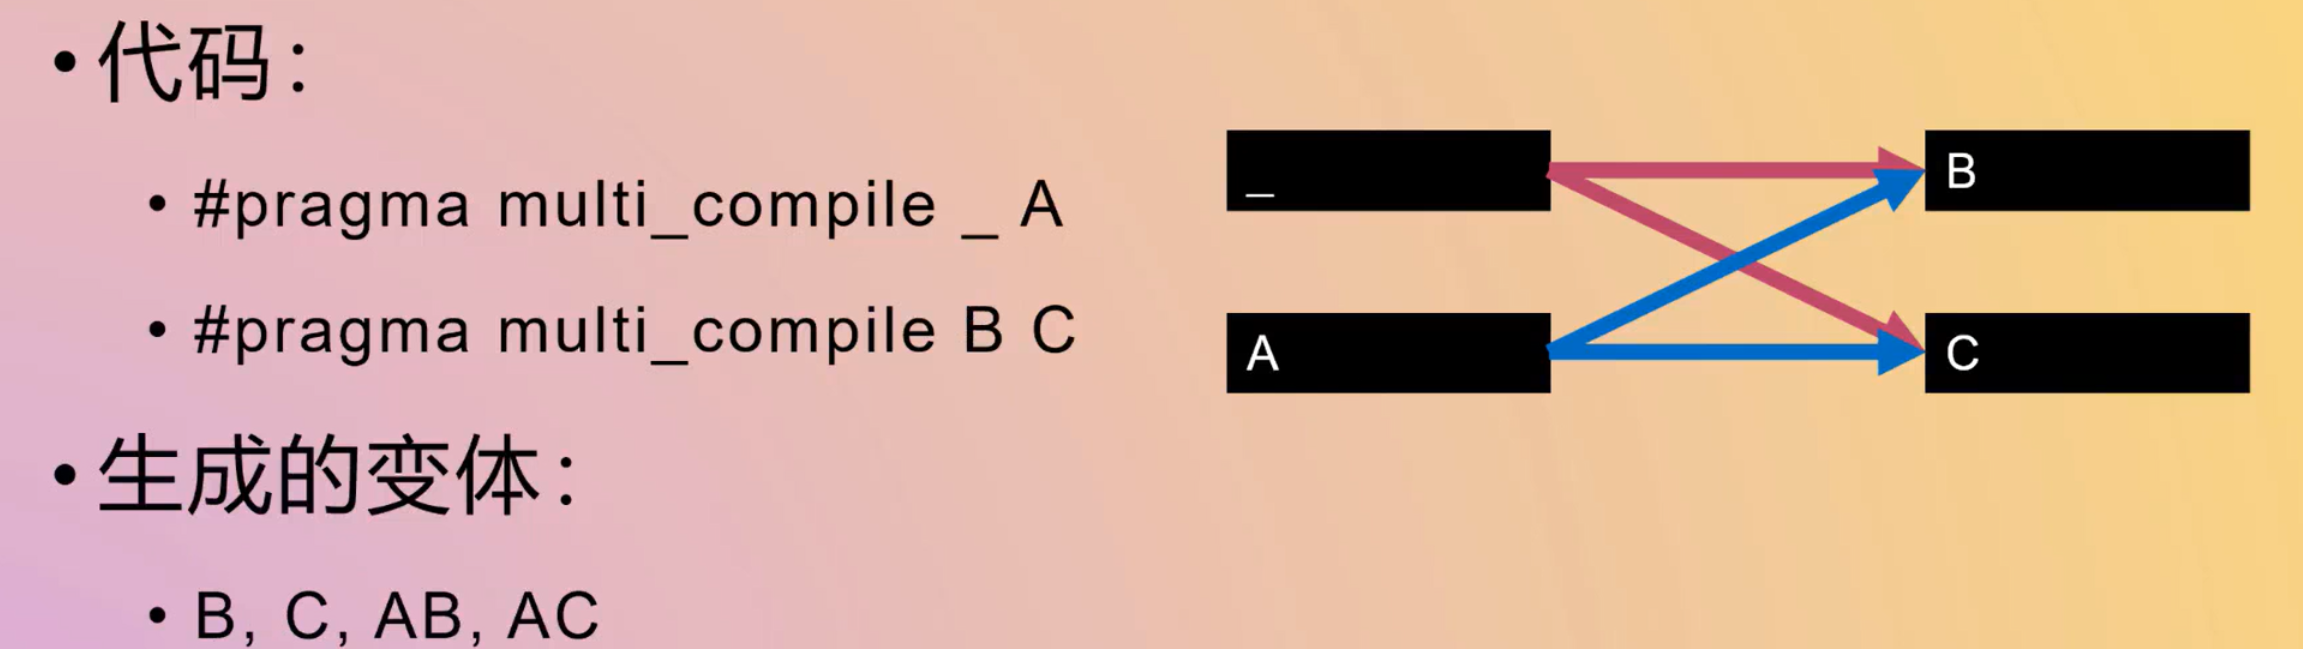 • 代码：
• #pragma multi_compile _ A
• #pragma multi_compile B C
• 生成的变体：
• B, C, AB, AC
_
B
A
C